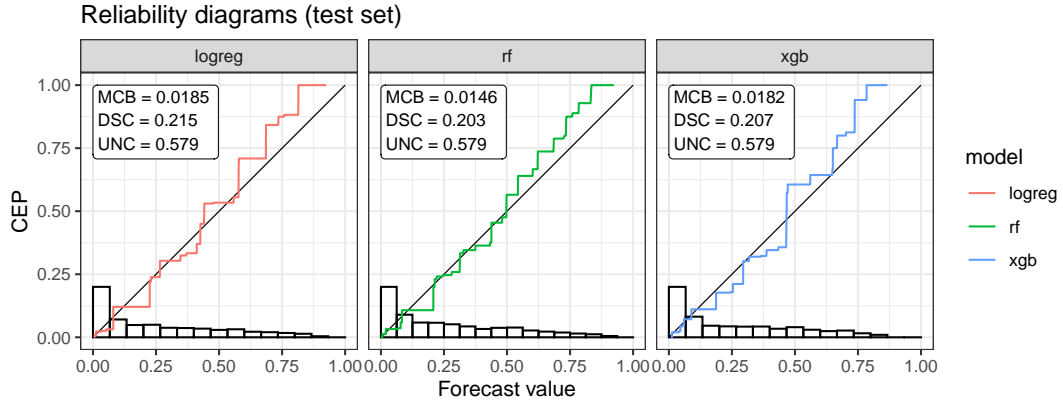 Reliability diagrams (test set)
logreg
rf
xgb
MCB = 0.0185
DSC = 0.215
UNC = 0.579
MCB = 0.0146
DSC = 0.203
UNC = 0.579
MCB = 0.0182
DSC = 0.207
UNC = 0.579
1.00
0.75
0.50
0.25
0.00
CEP
0.00 0.25 0.50 0.75 1.00
0.00 0.25 0.50 0.75 1.00
0.00 0.25 0.50 0.75 1.00
Forecast value
model
logreg
rf
xgb